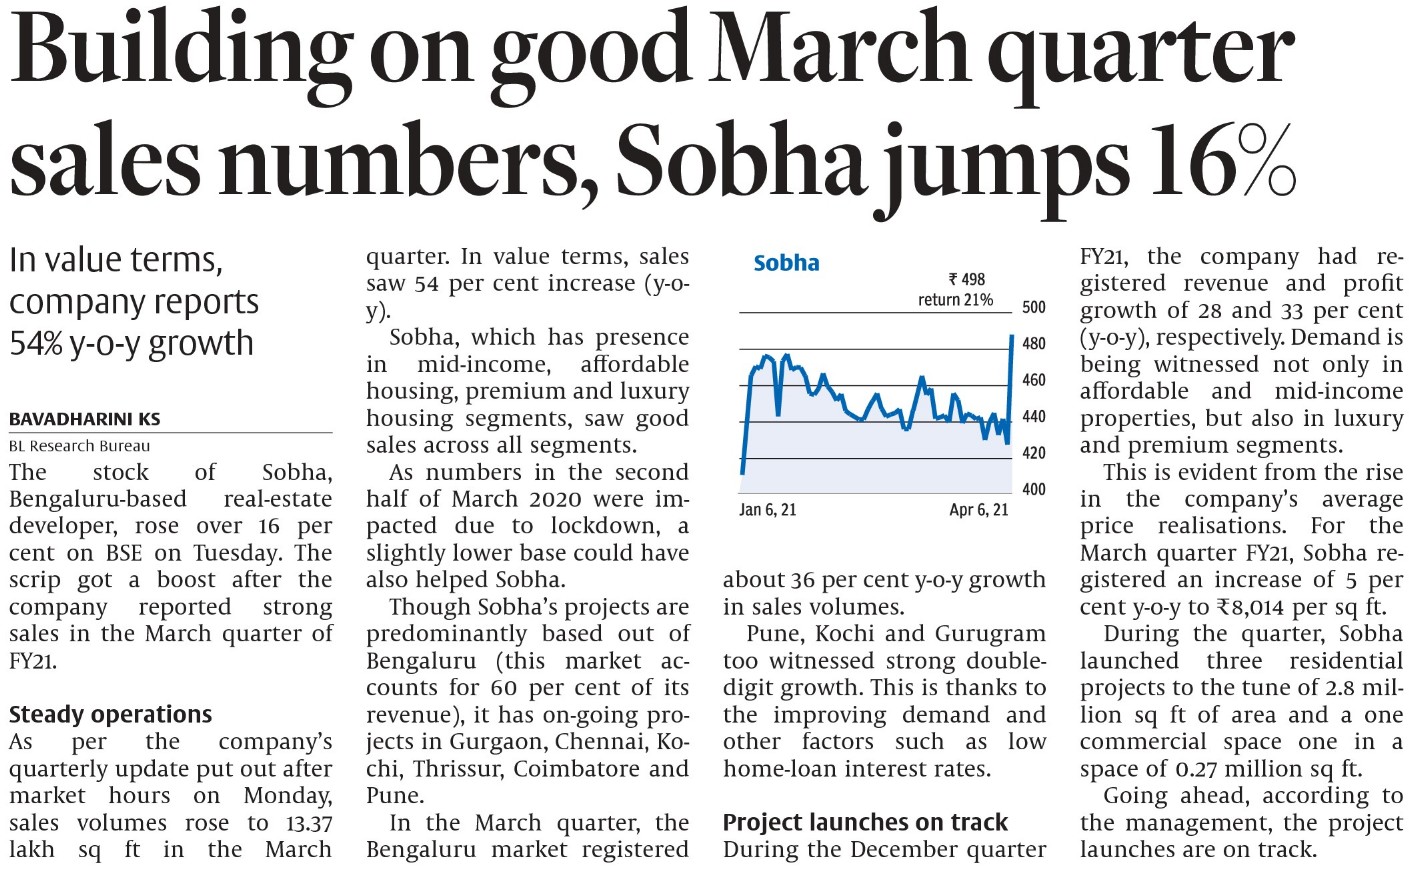 Building on good March quarter
sales numbers, Sobha jumps 16%
In value terms,
company reports
54% y-o-y growth
BAVADHARINI KS
BL Research Bureau
The stock of Sobha,
Bengaluru-based real-estate
developer, rose over 16 per
cent on BSE on Tuesday. The
scrip got a boost after the
company reported strong
sales in the March quarter of
FY21.
Steady operations
As per the company's
quarterly update put out after
market hours on Monday,
sales volumes rose to 13.37
lakh sq ft in the March
quarter. In value terms, sales
saw 54 per cent increase (y-o-
y).
Sobha, which has presence
in mid-income, affordable
housing, premium and luxury
housing segments, saw good
sales across all segments.
As numbers in the second
half of March 2020 were im-
pacted due to lockdown, a
slightly lower base could have
also helped Sobha.
Though Sobha's projects are
predominantly based out of
Bengaluru (this market ac-
counts for 60 per cent of its
revenue), it has on-going pro-
jects in Gurgaon, Chennai, Ko-
chi, Thrissur, Coimbatore and
Pune.
In the March quarter, the
Bengaluru market registered
Sobha
₹ 498
return 21%
500
480
460
440
420
400
Jan 6, 21 Apr 6, 21
about 36 per cent y-o-y growth
in sales volumes.
Pune, Kochi and Gurugram
too witnessed strong double-
digit growth. This is thanks to
the improving demand and
other factors such as low
home-loan interest rates.
Project launches on track
During the December quarter
FY21, the company had re-
gistered revenue and profit
growth of 28 and 33 per cent
(y-o-y), respectively. Demand is
being witnessed not only in
affordable and mid-income
properties, but also in luxury
and premium segments.
This is evident from the rise
in the company's average
price realisations. For the
March quarter FY21, Sobha re-
gistered an increase of 5 per
cent y-o-y to ₹8,014 per sq ft.
During the quarter, Sobha
launched three residential
projects to the tune of 2.8 mil-
lion sq ft of area and a one
commercial space one in a
space of 0.27 million sq ft.
Going ahead, according to
the management, the project
launches are on track.